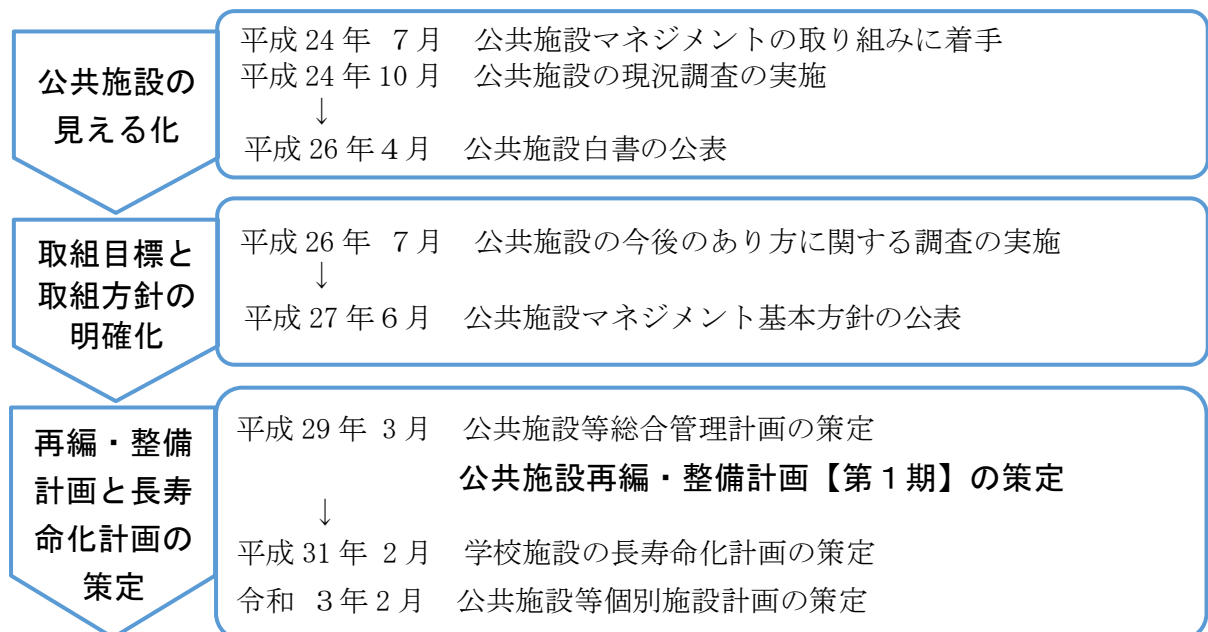 公共施設の
見える化
平成 24 年 7 月 公共施設マネジメントの取り組みに着手
平成 24 年 10 月 公共施設の現況調査の実施
↓
平成 26 年 4 月 公共施設白書の公表
取組目標と
取組方針の
明確化
平成 26 年 7 月 公共施設の今後のあり方に関する調査の実施
↓
平成 27 年 6 月 公共施設マネジメント基本方針の公表
再編・整備
計画と長寿
命化計画の
策定
平成 29 年 3 月 公共施設等総合管理計画の策定
公共施設再編・整備計画【第1期】の策定
↓
平成 31 年 2 月 学校施設の長寿命化計画の策定
令和 3 年 2 月 公共施設等個別施設計画の策定